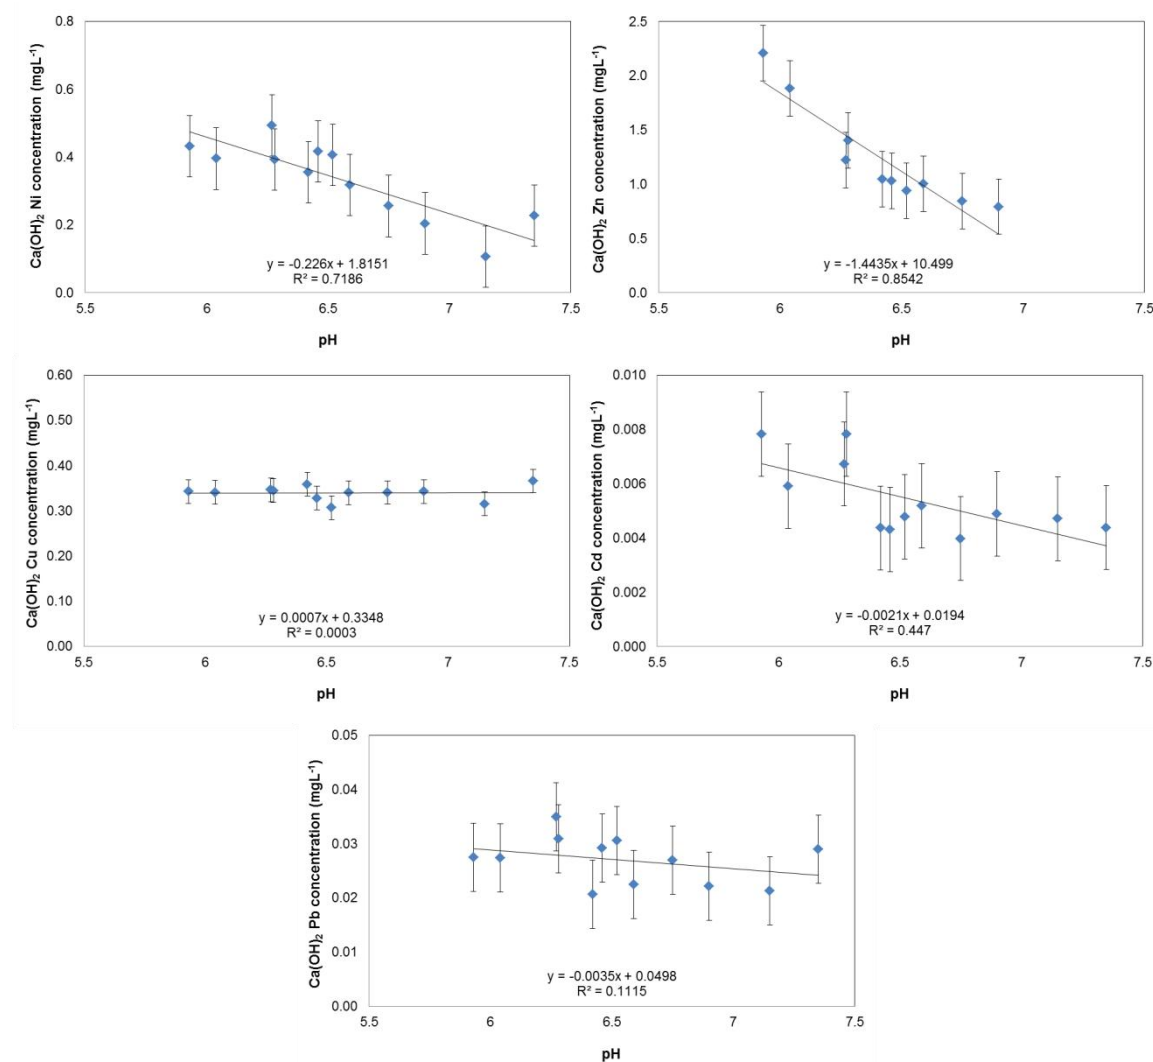 Ca(OH)₂ Ni concentration (mgL⁻¹)
0.8
0.6
0.4
0.2
0.0
y = -0.226x + 1.8151
R² = 0.7186
5.5 6 6.5 7 7.5
pH
Ca(OH)₂ Zn concentration (mgL⁻¹)
2.5
2.0
1.5
1.0
0.5
0.0
y = -1.4435x + 10.499
R² = 0.8542
5.5 6 6.5 7 7.5
pH
Ca(OH)₂ Cu concentration (mgL⁻¹)
0.60
0.50
0.40
0.30
0.20
0.10
0.00
y = 0.0007x + 0.3348
R² = 0.0003
5.5 6 6.5 7 7.5
pH
Ca(OH)₂ Cd concentration (mgL⁻¹)
0.010
0.008
0.006
0.004
0.002
0.000
y = -0.0021x + 0.0194
R² = 0.447
5.5 6 6.5 7 7.5
pH
Ca(OH)₂ Pb concentration (mgL⁻¹)
0.05
0.04
0.03
0.02
0.01
0.00
y = -0.0035x + 0.0498
R² = 0.1115
5.5 6 6.5 7 7.5
pH